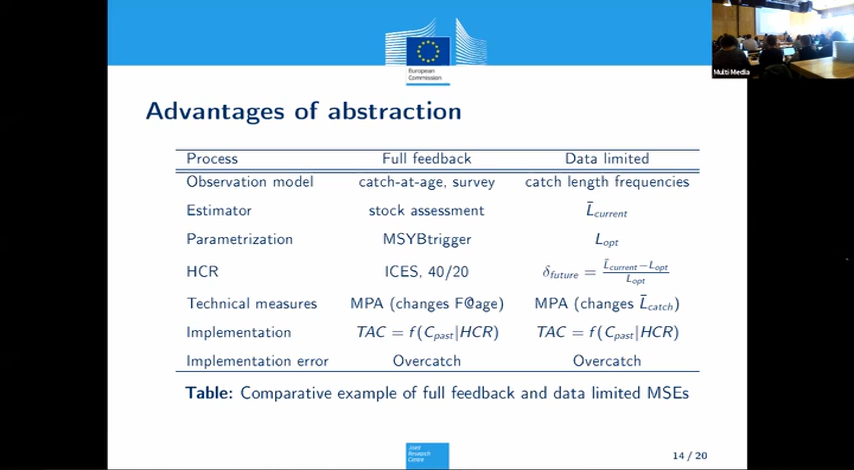 European
Commission
Multi Media
Advantages of abstraction
Process Full feedback Data limited
Observation model catch-at-age, survey catch length frequencies
Estimator stock assessment L̄current
Parametrization MSYBtrigger Lopt
HCR ICES, 40/20 δfuture = (L̄current−Lopt)/Lopt
Technical measures MPA (changes F@age) MPA (changes L̄catch)
Implementation TAC = f(Cpast|HCR) TAC = f(Cpast|HCR)
Implementation error Overcatch Overcatch
Table: Comparative example of full feedback and data limited MSEs
Joint
Research
Centre
14 / 20